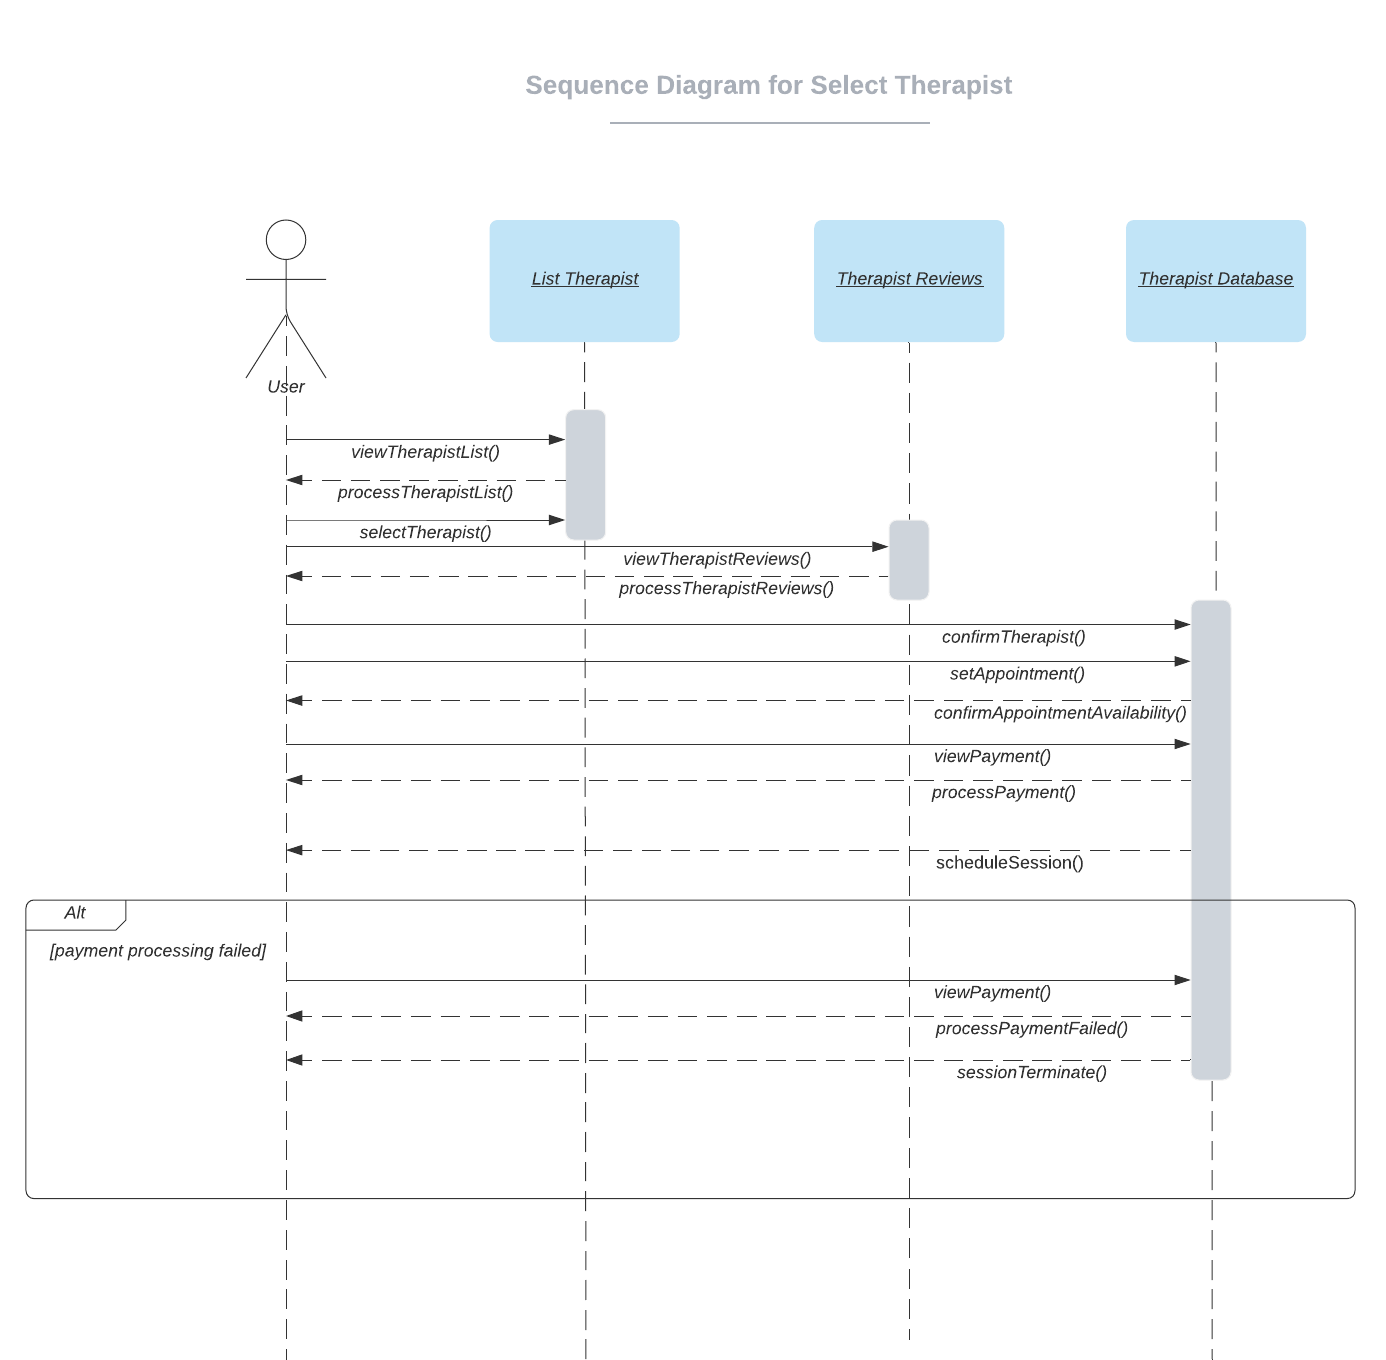 Sequence Diagram for Select Therapist
List Therapist
Therapist Reviews
Therapist Database
User
viewTherapistList()
processTherapistList()
selectTherapist()
viewTherapistReviews()
processTherapistReviews()
confirmTherapist()
setAppointment()
confirmAppointmentAvailability()
viewPayment()
processPayment()
scheduleSession()
Alt
[payment processing failed]
viewPayment()
processPaymentFailed()
sessionTerminate()